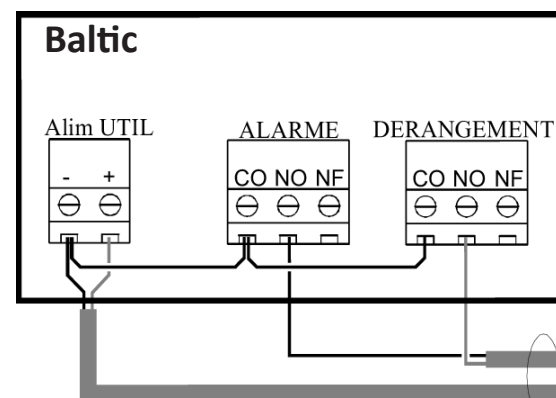 Baltic
Alim UTIL
ALARME
DERANGEMENT
- +
CO NO NF
CO NO NF